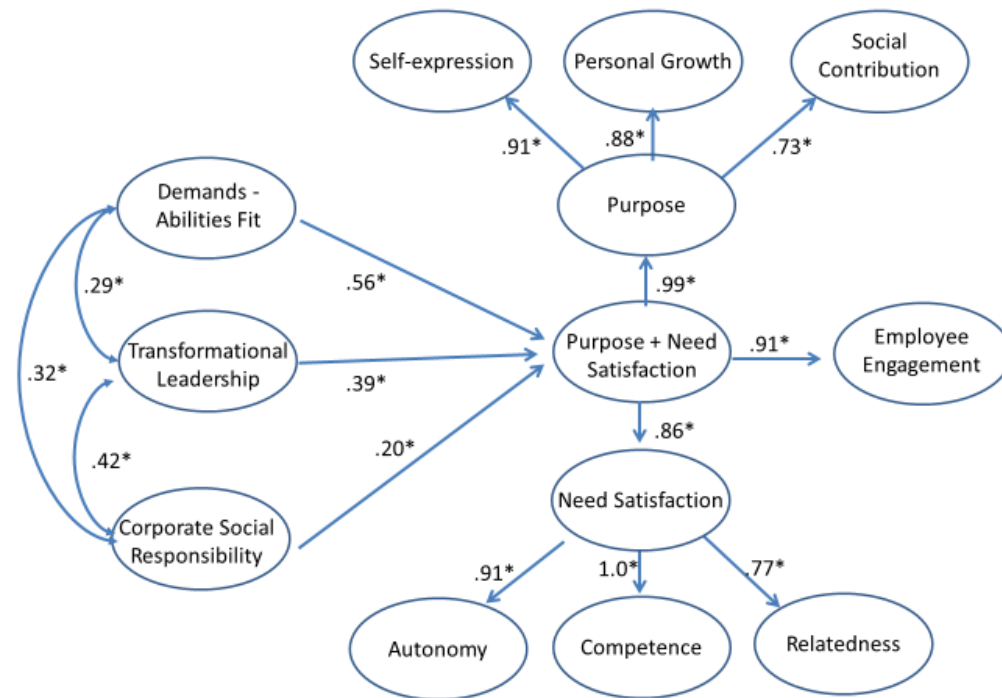 Self-expression
Personal Growth
Social
Contribution
.91*
.88*
.73*
Demands -
Abilities Fit
Purpose
.29*
.56*
.99*
Transformational
Leadership
Purpose + Need
Satisfaction
.91*
Employee
Engagement
.32*
.39*
.86*
.42*
.20*
Need Satisfaction
Corporate Social
Responsibility
.91*
1.0*
.77*
Autonomy
Competence
Relatedness